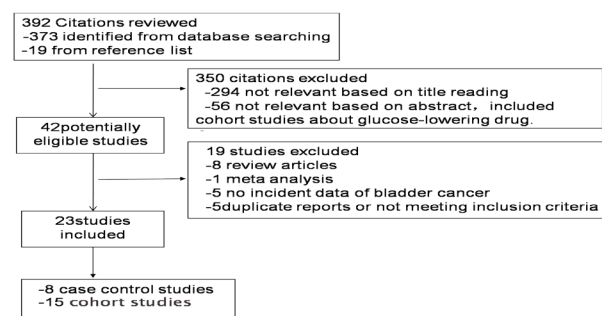 392 Citations reviewed
-373 identified from database searching
-19 from reference list
350 citations excluded
-294 not relevant based on title reading
-56 not relevant based on abstract, included
cohort studies about glucose-lowering drug.
42potentially
eligible studies
19 studies excluded
-8 review articles
-1 meta analysis
-5 no incident data of bladder cancer
-5duplicate reports or not meeting inclusion criteria
23studies
included
-8 case control studies
-15 cohort studies